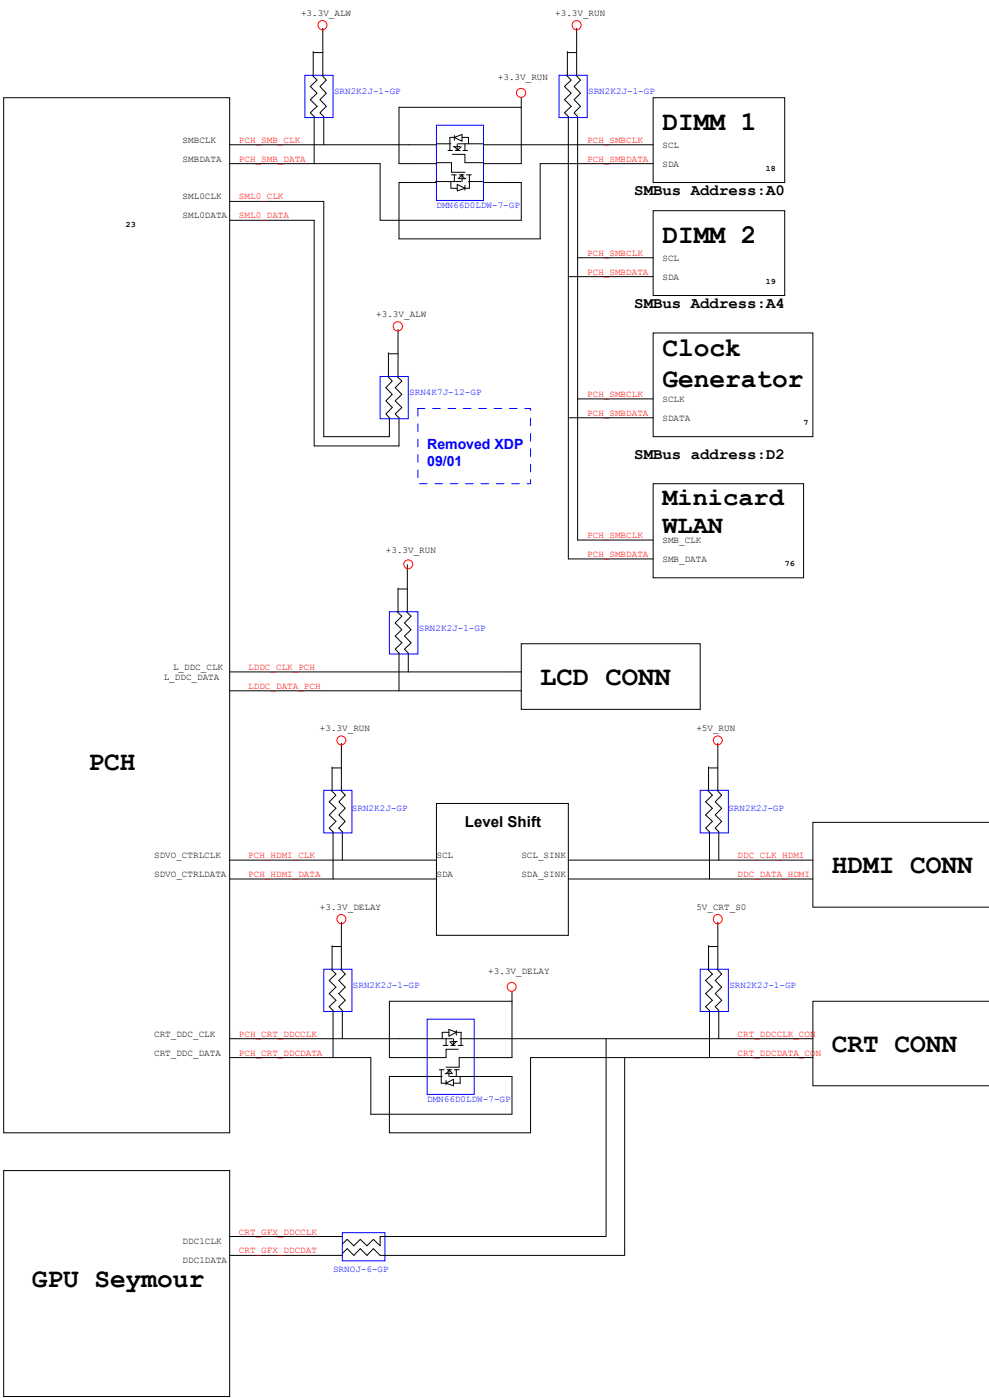 +3.3V_ALW
+3.3V_RUN
+3.3V_RUN
SRN2K2J-1-GP
SRN2K2J-1-GP
DIMM 1
SMBCLK
PCH_SMB_CLK
PCH_SMBCLK
SCL
SMBDATA
PCH_SMB_DATA
PCH_SMBDATA
SDA
18
SMBus Address:A0
SML0CLK
SML0_CLK
DMN66D0LDW-7-GP
SML0DATA
SML0_DATA
23
DIMM 2
PCH_SMBCLK
SCL
PCH_SMBDATA
SDA
19
SMBus Address:A4
+3.3V_ALW
Clock
Generator
SRN4K7J-12-GP
PCH_SMBCLK
SCLK
PCH_SMBDATA
SDATA
7
Removed XDP
09/01
SMBus address:D2
Minicard
WLAN
PCH_SMBCLK
SMB_CLK
PCH_SMBDATA
SMB_DATA
76
+3.3V_RUN
SRN2K2J-1-GP
L_DDC_CLK
LDDC_CLK_PCH
L_DDC_DATA
LDDC_DATA_PCH
LCD CONN
+3.3V_RUN
+5V_RUN
PCH
SRN2K2J-GP
SRN2K2J-GP
Level Shift
SDVO_CTRLCLK
PCH_HDMI_CLK
SCL
SCL_SINK
DDC_CLK_HDMI
SDVO_CTRLDATA
PCH_HDMI_DATA
SDA
SDA_SINK
DDC_DATA_HDMI
HDMI CONN
+3.3V_DELAY
5V_CRT_S0
+3.3V_DELAY
SRN2K2J-1-GP
SRN2K2J-1-GP
CRT_DDC_CLK
PCH_CRT_DDCCLK
CRT_DDCCLK_CON
CRT_DDC_DATA
PCH_CRT_DDCDATA
CRT_DDCDATA_CON
CRT CONN
DMN66D0LDW-7-GP
DDC1CLK
CRT_GFX_DDCCLK
DDC1DATA
CRT_GFX_DDCDAT
SRN0J-6-GP
GPU Seymour